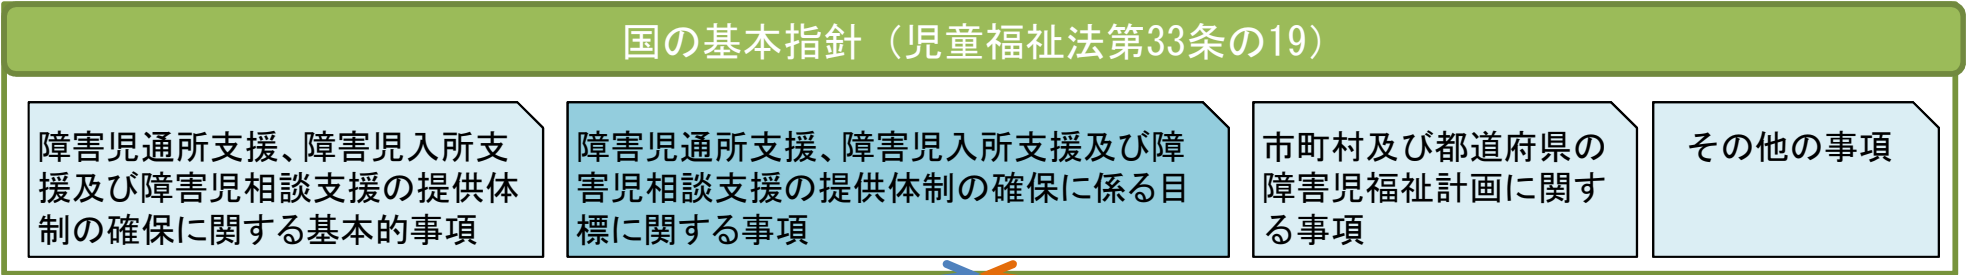 国の基本指針（児童福祉法第33条の19）
障害児通所支援、障害児入所支
援及び障害児相談支援の提供体
制の確保に関する基本的事項
障害児通所支援、障害児入所支援及び障
害児相談支援の提供体制の確保に係る目
標に関する事項
市町村及び都道府県の
障害児福祉計画に関す
る事項
その他の事項